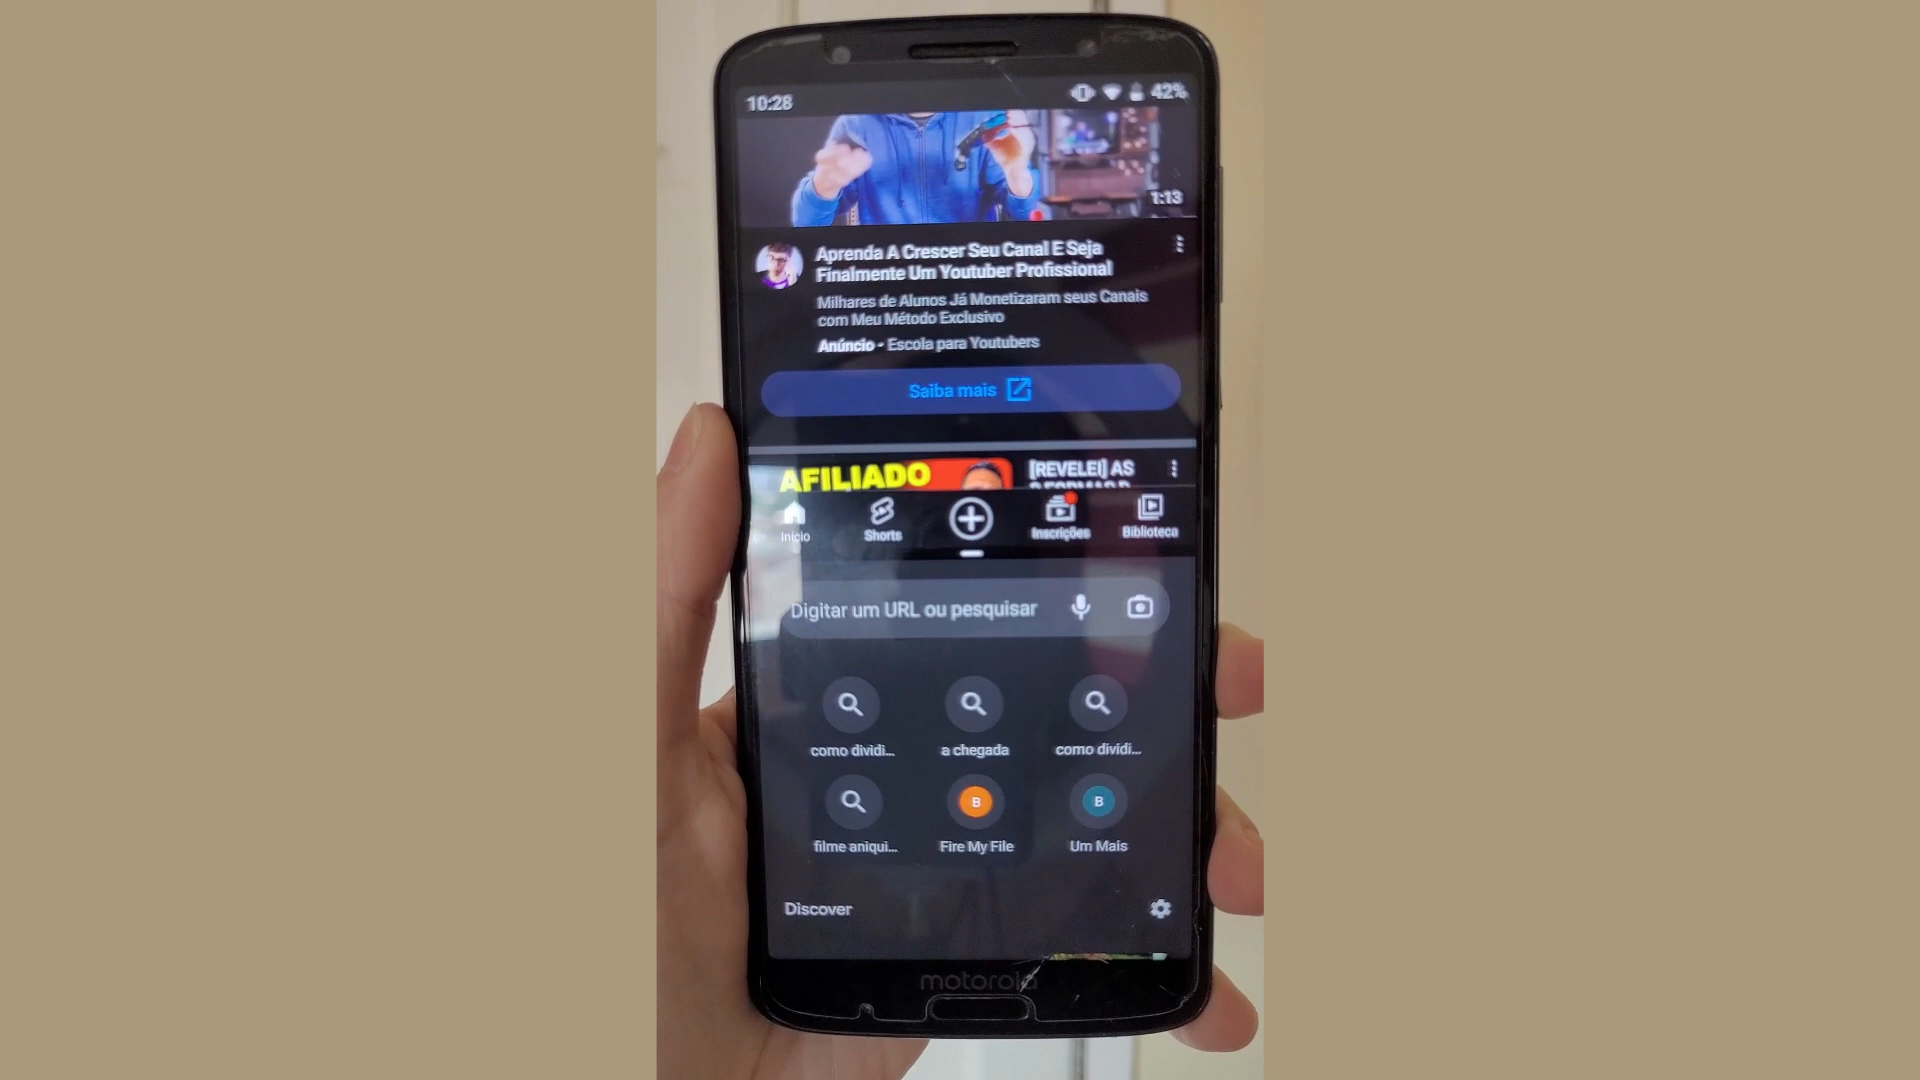 10:28
42%
1:13
Aprenda A Crescer Seu Canal E Seja
Finalmente Um Youtuber Profissional
Milhares de Alunos Já Monetizaram seus Canais
com Meu Método Exclusivo
Anúncio • Escola para Youtubers
Saiba mais
AFILIADO
[REVELEI] AS
Início
Shorts
Inscrições
Biblioteca
Digitar um URL ou pesquisar
como dividi...
a chegada
como dividi...
B
B
filme aniqui...
Fire My File
Um Mais
Discover
motorola